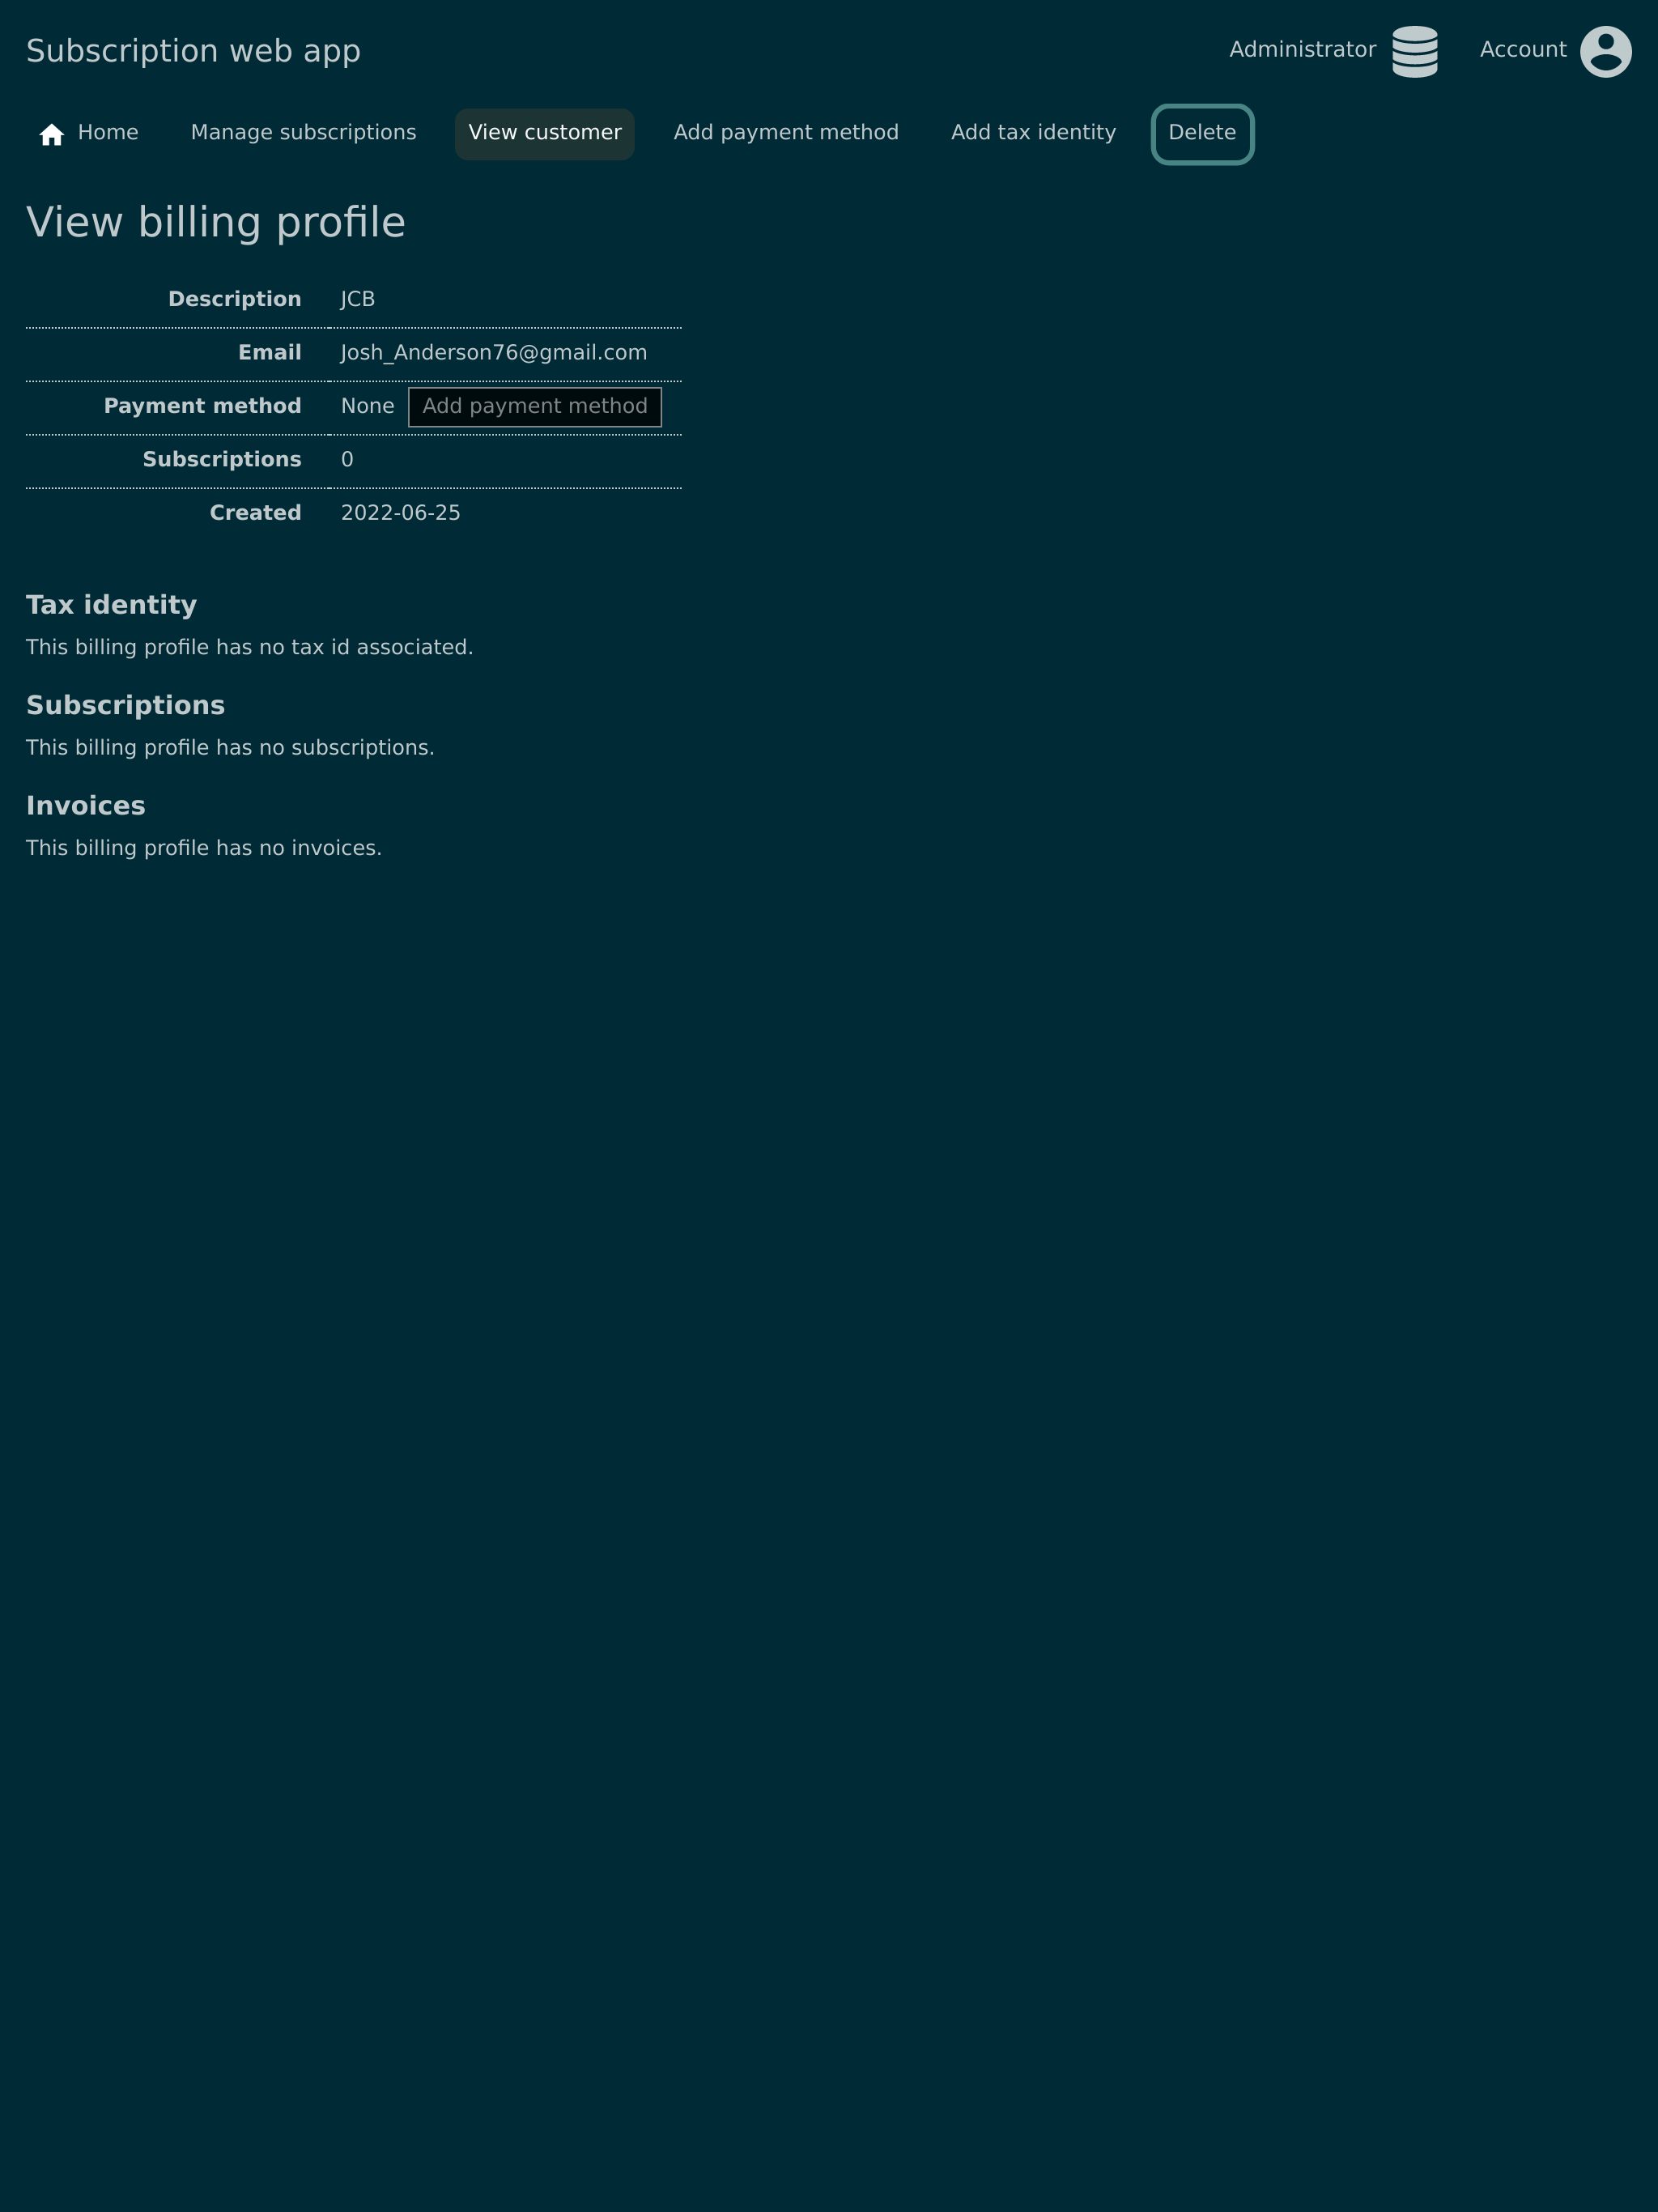 Subscription web app Administrator Account
Home Manage subscriptions View customer Add payment method Add tax identity Delete
View billing profile
Description JCB
Email Josh_Anderson76@gmail.com
Payment method None Add payment method
Subscriptions 0
Created 2022-06-25
Tax identity
This billing profile has no tax id associated.
Subscriptions
This billing profile has no subscriptions.
Invoices
This billing profile has no invoices.